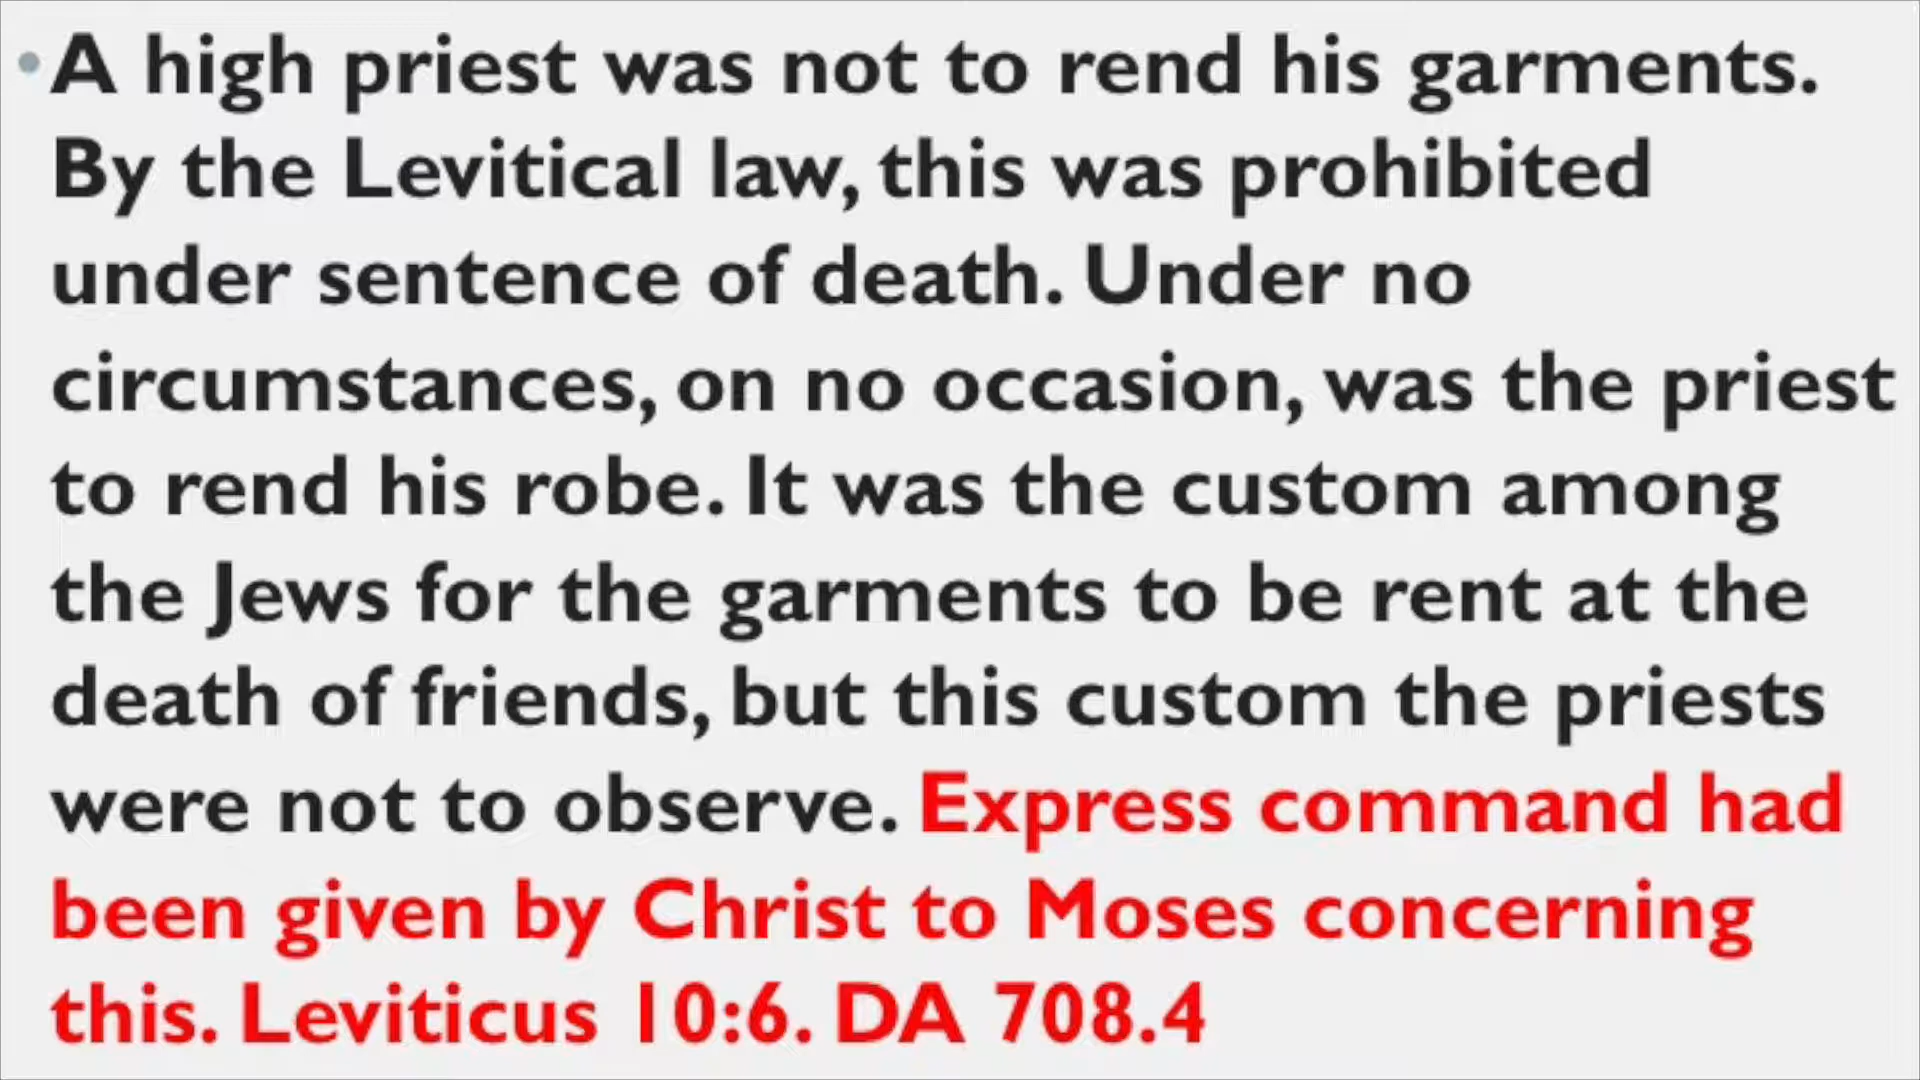 • A high priest was not to rend his garments.
By the Levitical law, this was prohibited
under sentence of death. Under no
circumstances, on no occasion, was the priest
to rend his robe. It was the custom among
the Jews for the garments to be rent at the
death of friends, but this custom the priests
were not to observe. Express command had
been given by Christ to Moses concerning
this. Leviticus 10:6. DA 708.4